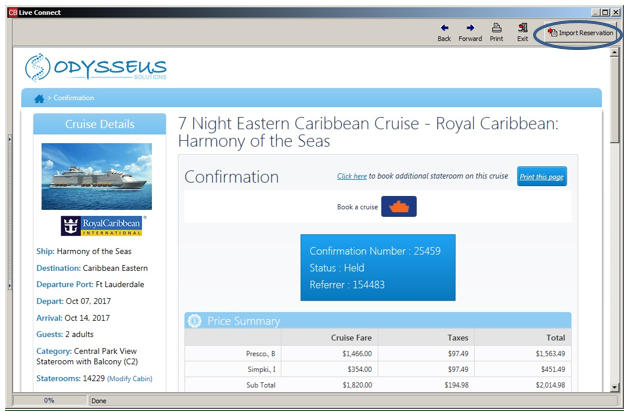 CB Live Connect
Back Forward Print Exit Import Reservation
ODYSSEUS
SOLUTIONS
> Confirmation
Cruise Details
RoyalCaribbean
INTERNATIONAL
Ship: Harmony of the Seas
Destination: Caribbean Eastern
Departure Port: Ft Lauderdale
Depart: Oct 07, 2017
Arrival: Oct 14, 2017
Guests: 2 adults
Category: Central Park View
Stateroom with Balcony (C2)
Staterooms: 14229 (Modify Cabin)
7 Night Eastern Caribbean Cruise - Royal Caribbean:
Harmony of the Seas
Confirmation
Click here to book additional stateroom on this cruise
Print this page
Book a cruise
Confirmation Number : 25459
Status : Held
Referrer : 154483
Price Summary
Cruise Fare Taxes Total
Presco, B $1,466.00 $97.49 $1,563.49
Simpki, I $354.00 $97.49 $451.49
Sub Total $1,820.00 $194.98 $2,014.98
0% Done